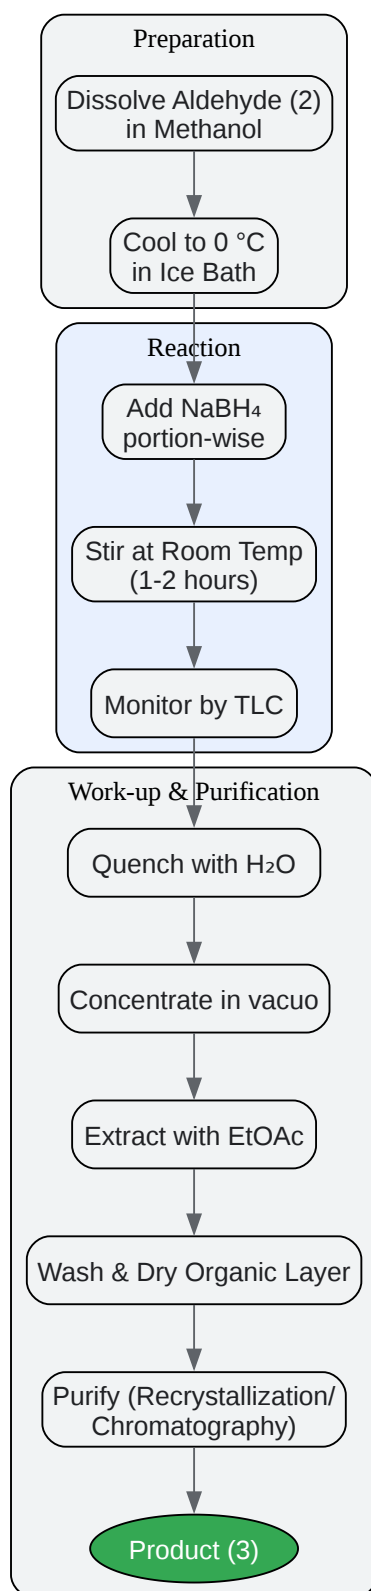 Preparation
Dissolve Aldehyde (2)
in Methanol
Cool to 0 °C
in Ice Bath
Reaction
Add NaBH₄
portion-wise
Stir at Room Temp
(1-2 hours)
Monitor by TLC
Work-up & Purification
Quench with H₂O
Concentrate in vacuo
Extract with EtOAc
Wash & Dry Organic Layer
Purify (Recrystallization/
Chromatography)
Product (3)